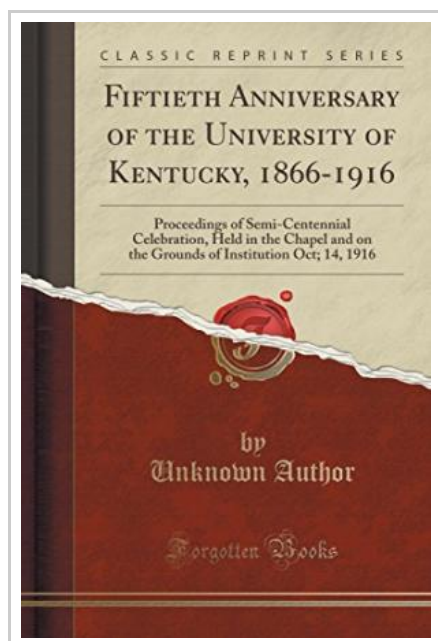 CLASSIC REPRINT SERIES
FIFTIETH ANNIVERSARY
OF THE UNIVERSITY OF
KENTUCKY, 1866-1916
Proceedings of Semi-Centennial
Celebration, Held in the Chapel and on
the Grounds of Institution Oct; 14, 1916
by
Unknown Author
Forgotten Books